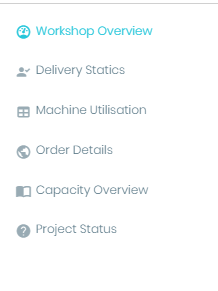 Workshop Overview
Delivery Statics
Machine Utilisation
Order Details
Capacity Overview
Project Status